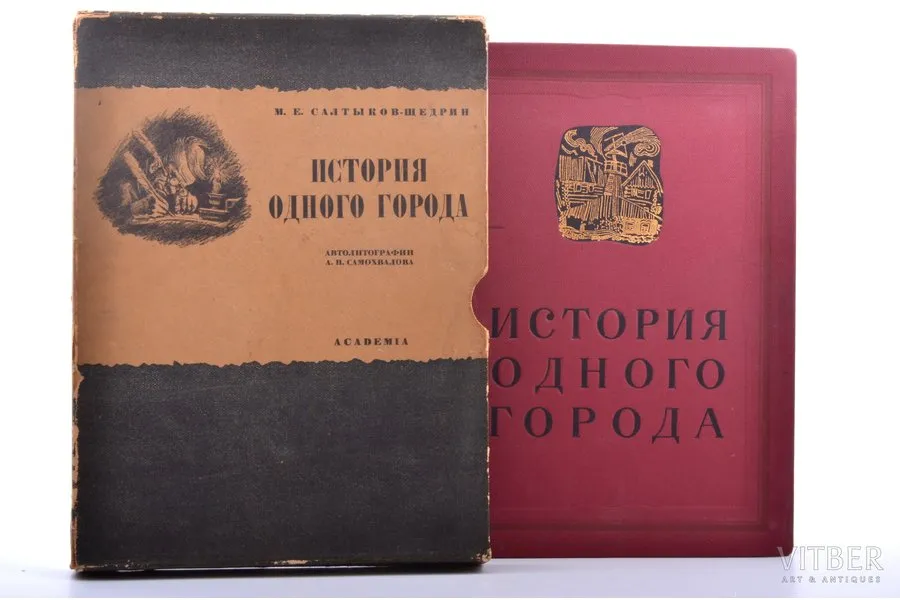 М. Е. САЛТЫКОВ-ЩЕДРИН
ИСТОРИЯ
ОДНОГО ГОРОДА
АВТОЛИТОГРАФИИ
А. Н. САМОХВАЛОВА
ACADEMIA
ИСТОРИЯ
ОДНОГО
ГОРОДА
VITBER
ART & ANTIQUES